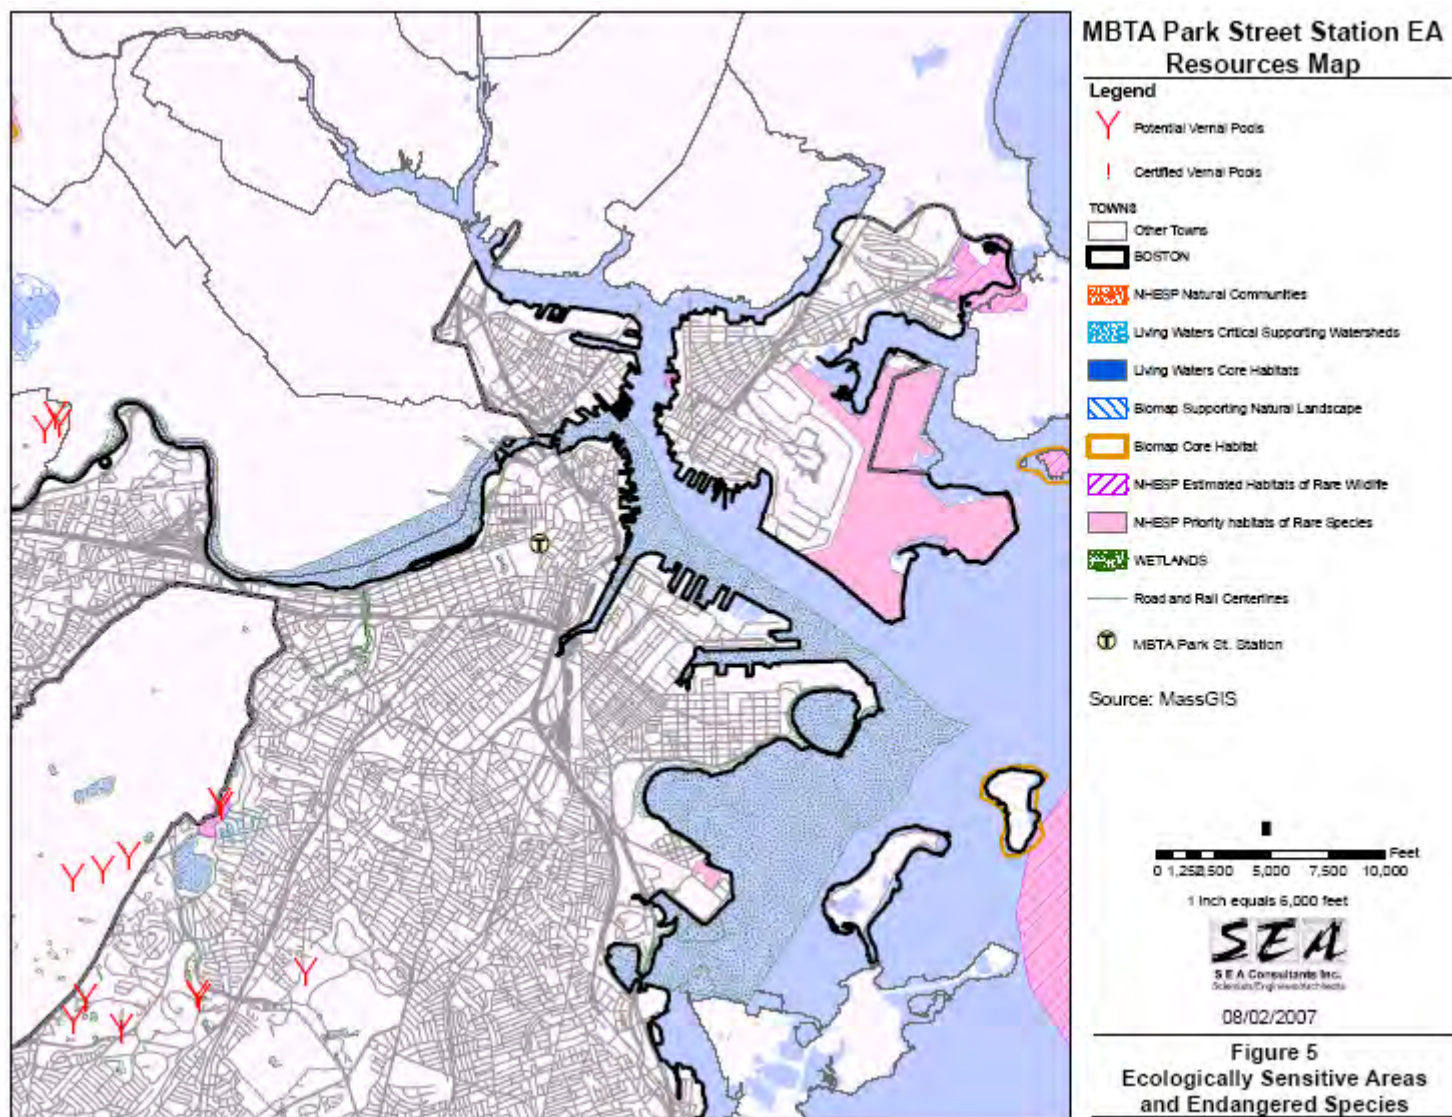 MBTA Park Street Station EA
Resources Map
Legend
Potential Vernal Pools
Certified Vernal Pools
TOWNS
Other Towns
BOSTON
NHESP Natural Communities
Living Waters Critical Supporting Watersheds
Living Waters Core Habitats
Biomap Supporting Natural Landscape
Biomap Core Habitat
NHESP Estimated Habitats of Rare Wildlife
NHESP Priority habitats of Rare Species
WETLANDS
Road and Rail Centerlines
T
T MBTA Park St. Station
Source: MassGIS
Feet
0 1,250 2,500 5,000 7,500 10,000
1 inch equals 6,000 feet
SEA
S E A Consultants Inc.
Scientists/Engineers/Architects
08/02/2007
Figure 5
Ecologically Sensitive Areas
and Endangered Species